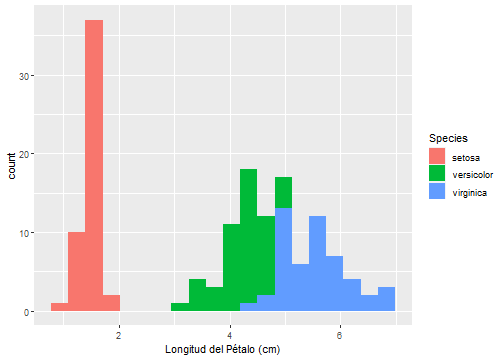 30
20
10
0
count
2
4
6
Longitud del Pétalo (cm)
Species
setosa
versicolor
virginica